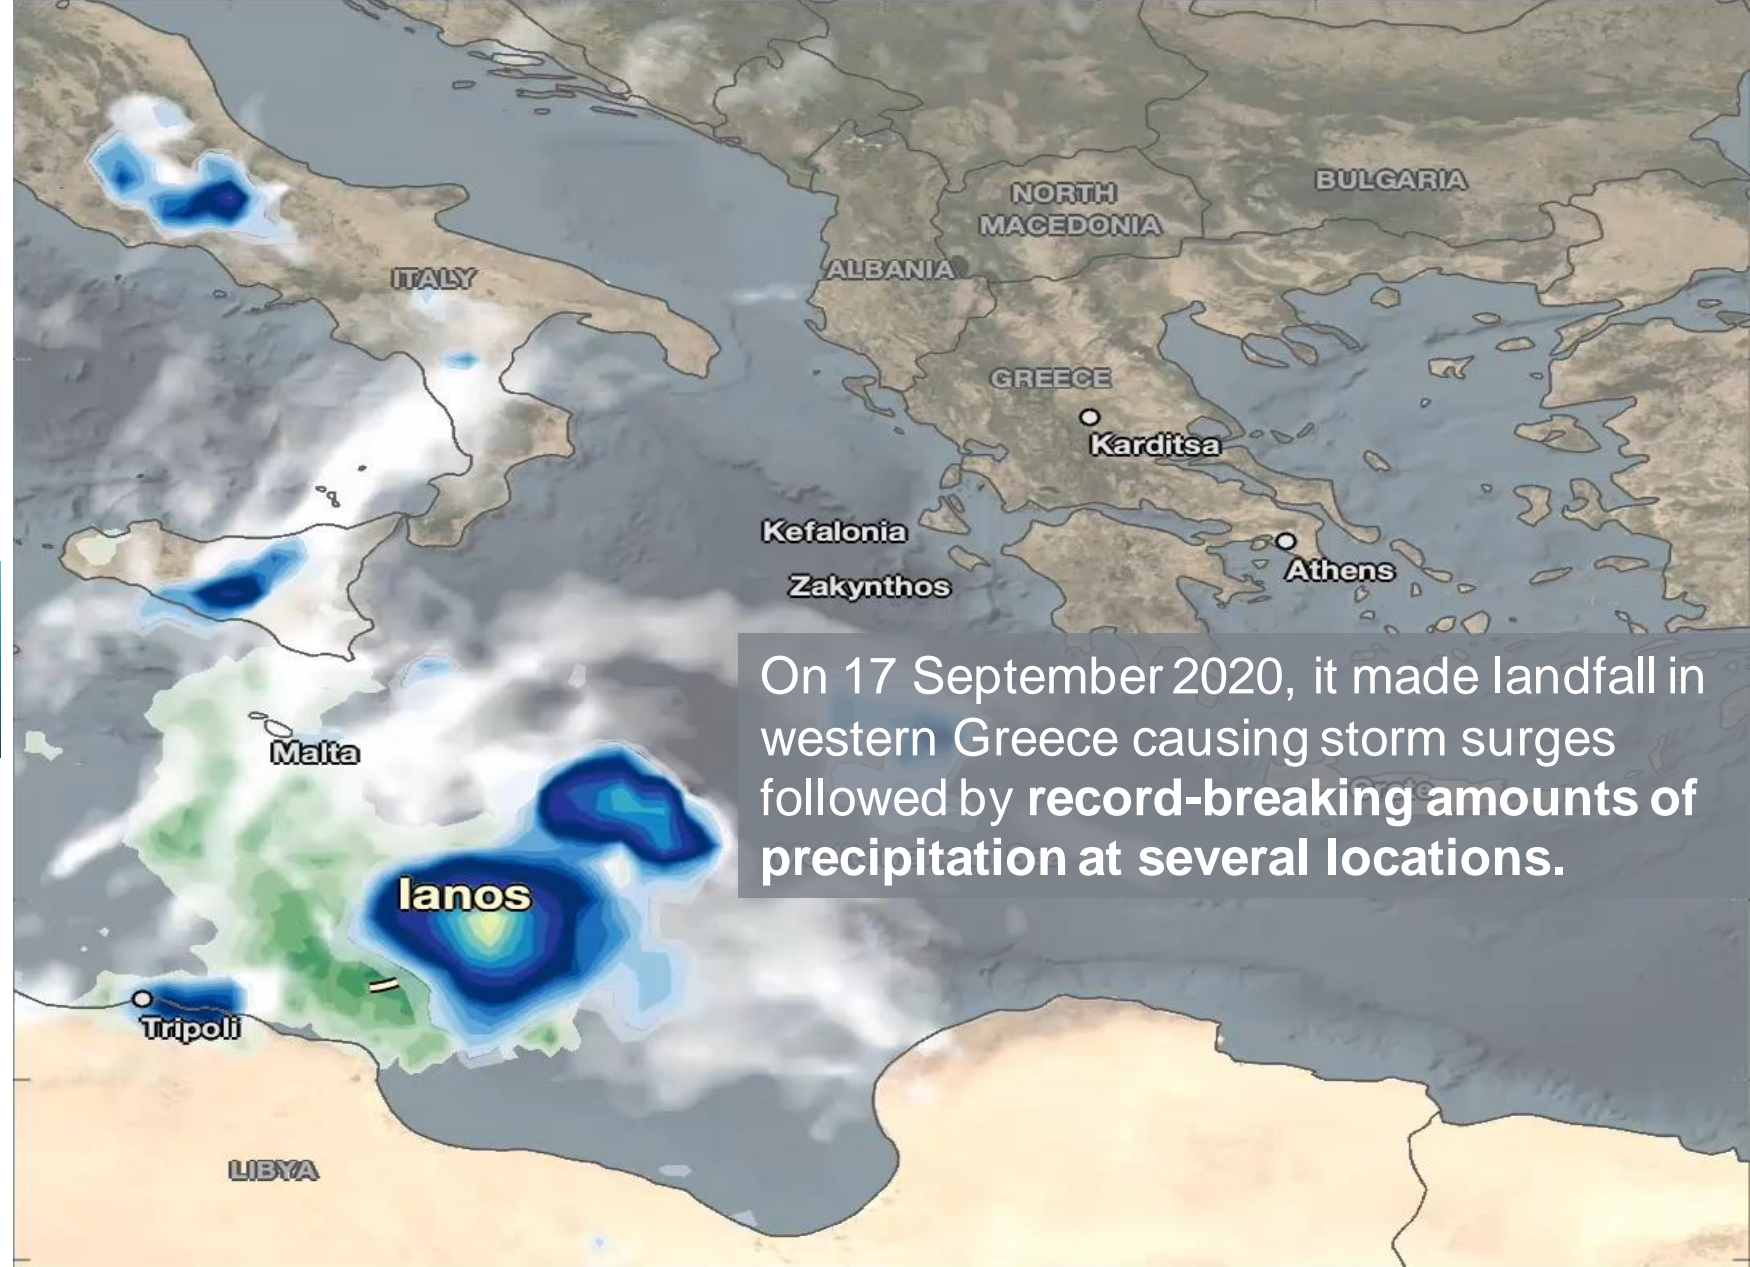 NORTH
MACEDONIA
BULGARIA
ALBANIA
ITALY
GREECE
Karditsa
Kefalonia
Athens
Zakynthos
On 17 September 2020, it made landfall in
western Greece causing storm surges
followed by record-breaking amounts of
precipitation at several locations.
Malta
Crete
Ianos
Tripoli
LIBYA